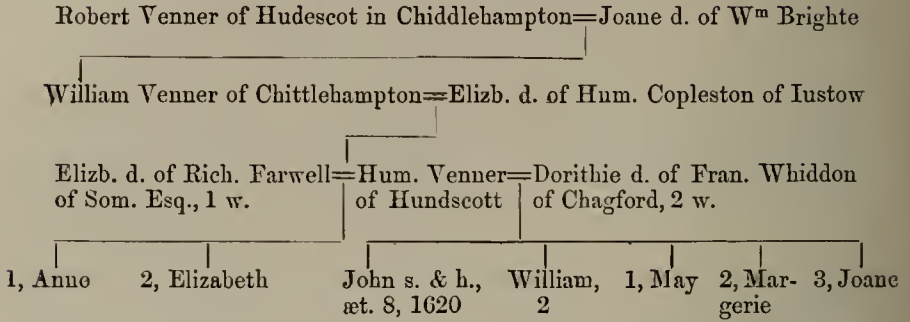 Robert Venner of Hudescot in Chiddlehampton=Joane d. of Wᵐ Brighte
William Venner of Chittlehampton=Elizb. d. of Hum. Copleston of Iustow
Elizb. d. of Rich. Farwell=Hum. Venner=Dorithie d. of Fran. Whiddon
of Som. Esq., 1 w. of Hundscott of Chagford, 2 w.
1, Anne 2, Elizabeth John s. & h., William, 1, May 2, Mar- 3, Joane
æt. 8, 1620 2 gerie